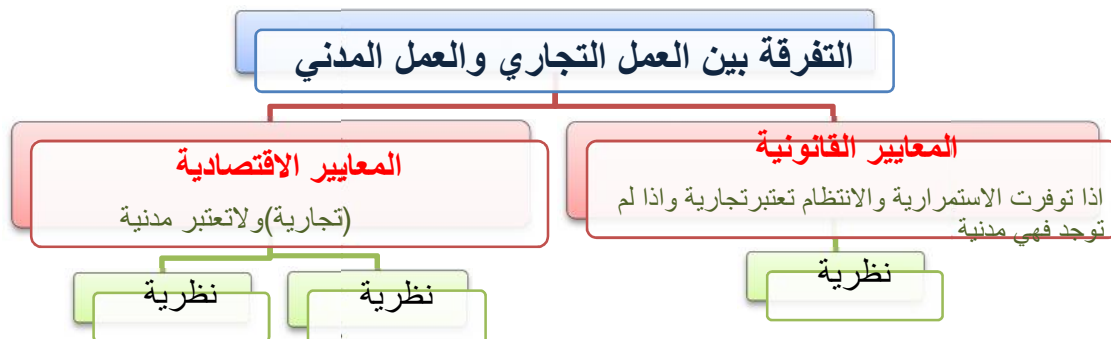 التفرقة بين العمل التجاري والعمل المدني
المعايير القانونية
اذا توفرت الاستمرارية والانتظام تعتبرتجارية واذا لم
توجد فهي مدنية
المعايير الاقتصادية
(تجارية)ولاتعتبر مدنية
نظرية
نظرية
نظرية